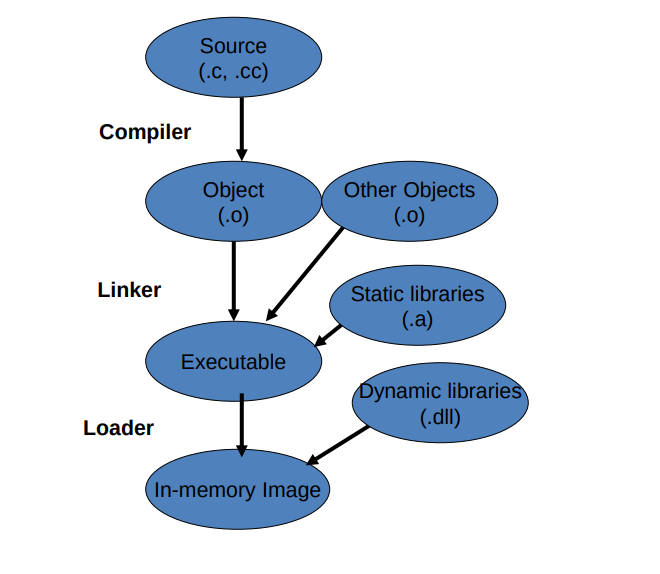 Source
(.c, .cc)
Compiler
Object
(.o)
Other Objects
(.o)
Linker
Static libraries
(.a)
Executable
Dynamic libraries
(.dll)
Loader
In-memory Image